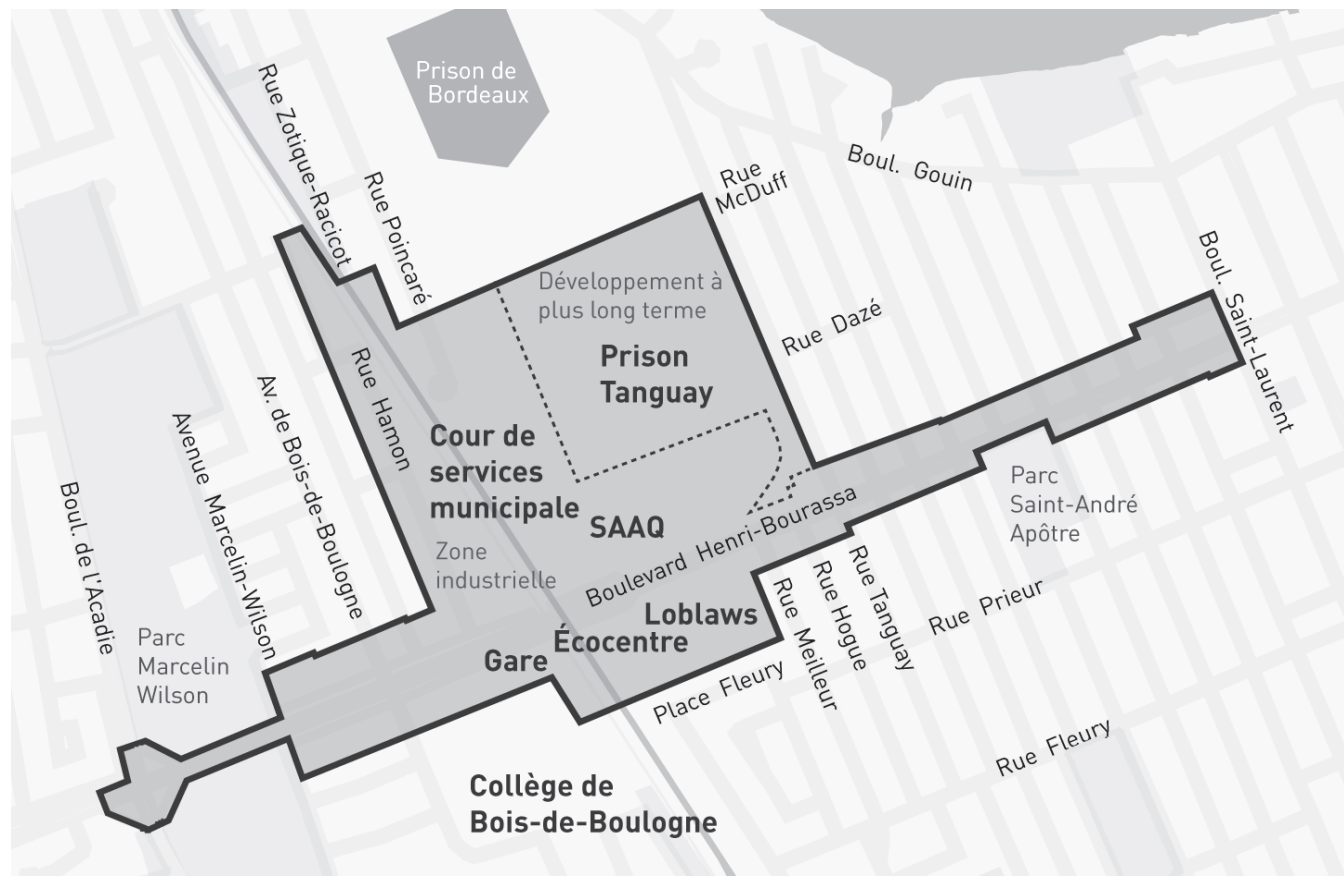 Prison de
Bordeaux
Rue Zotique-Racicot
Rue Poincaré
Rue
McDuff
Boul. Gouin
Boul. Saint-Laurent
Développement à
plus long terme
Prison
Tanguay
Rue Dazé
Rue Hamon
Av. de Bois-de-Boulogne
Avenue Marcelin-Wilson
Boul. de l'Acadie
Cour de
services
municipale
SAAQ
Zone
industrielle
Boulevard Henri-Bourassa
Parc
Saint-André
Apôtre
Loblaws
Écocentre
Gare
Rue Meilleur
Rue Hogue
Rue Tanguay
Rue Prieur
Parc
Marcelin
Wilson
Place Fleury
Rue Fleury
Collège de
Bois-de-Boulogne